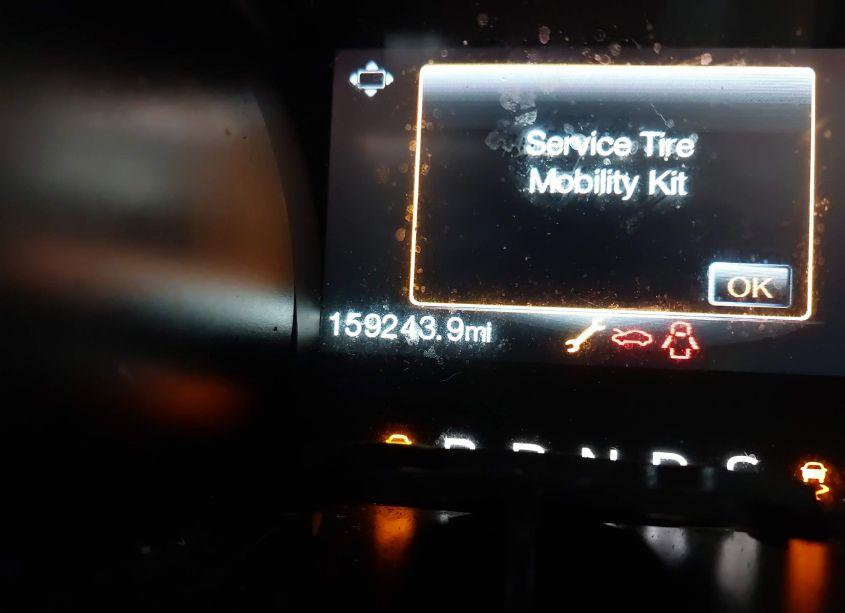 Service Tire
Mobility Kit
OK
159243.9mi
P R N D S